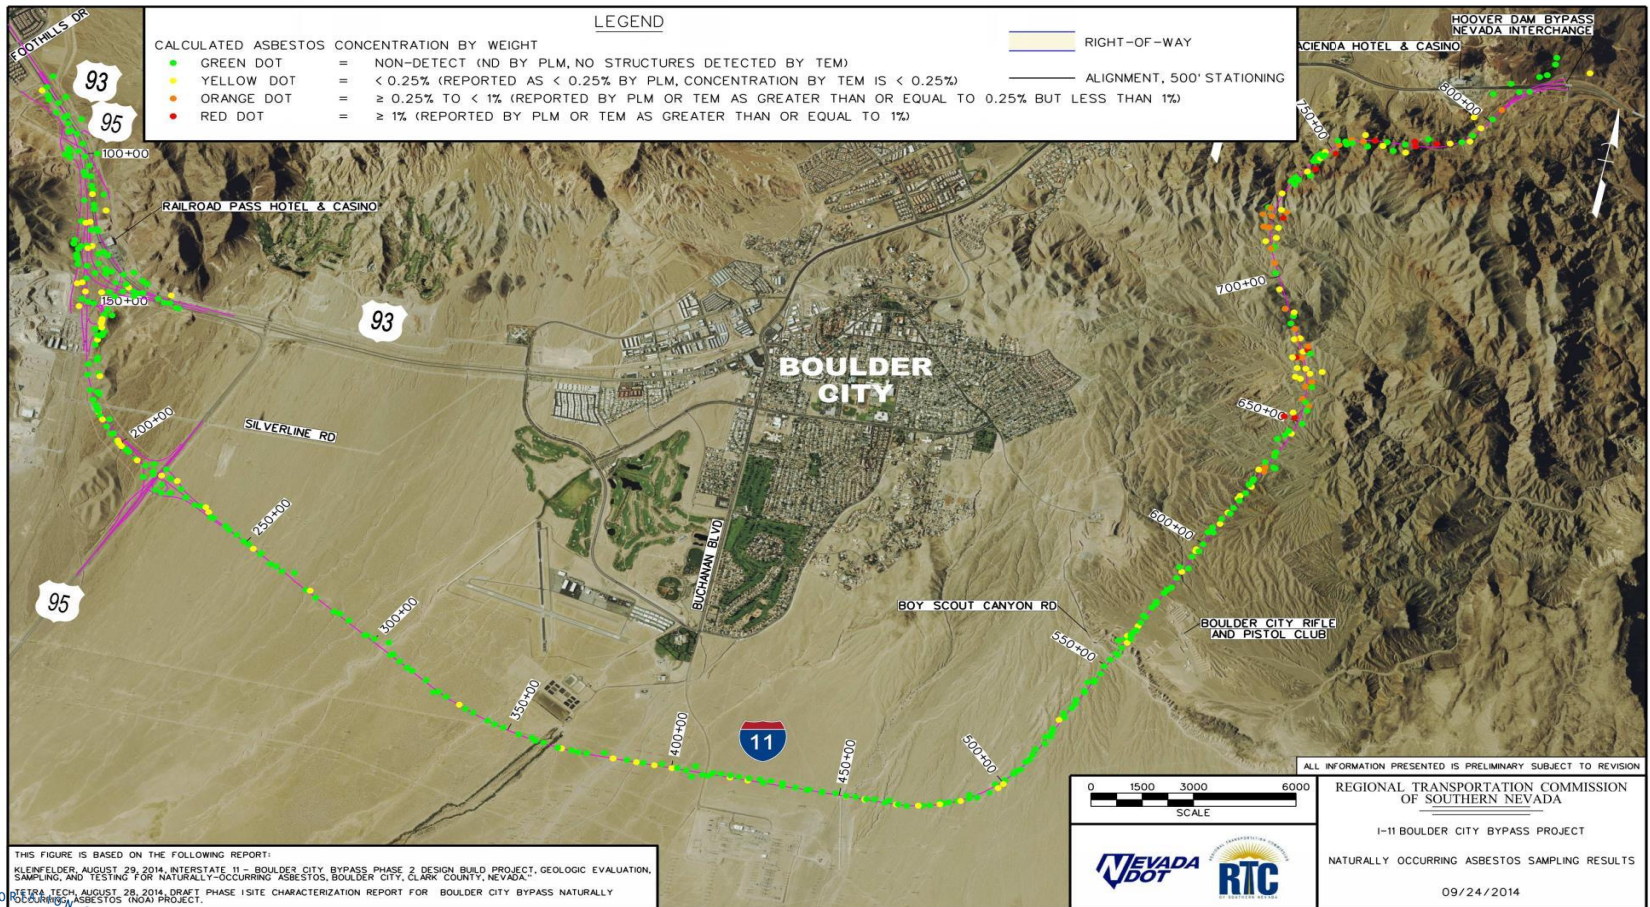 LEGEND
CALCULATED ASBESTOS CONCENTRATION BY WEIGHT
GREEN DOT = NON-DETECT (ND BY PLM, NO STRUCTURES DETECTED BY TEM)
YELLOW DOT = < 0.25% (REPORTED AS < 0.25% BY PLM, CONCENTRATION BY TEM IS < 0.25%)
ORANGE DOT = ≥ 0.25% TO < 1% (REPORTED BY PLM OR TEM AS GREATER THAN OR EQUAL TO 0.25% BUT LESS THAN 1%)
RED DOT = ≥ 1% (REPORTED BY PLM OR TEM AS GREATER THAN OR EQUAL TO 1%)
RIGHT-OF-WAY
ALIGNMENT, 500' STATIONING
FOOTHILLS DR
93
95
100+00
RAILROAD PASS HOTEL & CASINO
150+00
93
HOOVER DAM BYPASS
NEVADA INTERCHANGE
ACIENDA HOTEL & CASINO
800+00
750+00
700+00
650+00
BOULDER
CITY
200+00
SILVERLINE RD
250+00
95
300+00
350+00
BUCHANAN BLVD
400+00
11
450+00
500+00
550+00
600+00
BOY SCOUT CANYON RD
BOULDER CITY RIFLE
AND PISTOL CLUB
ALL INFORMATION PRESENTED IS PRELIMINARY SUBJECT TO REVISION
0 1500 3000 6000
SCALE
NEVADA
DOT
REGIONAL TRANSPORTATION COMMISSION
RTC
OF SOUTHERN NEVADA
REGIONAL TRANSPORTATION COMMISSION
OF SOUTHERN NEVADA
I-11 BOULDER CITY BYPASS PROJECT
NATURALLY OCCURRING ASBESTOS SAMPLING RESULTS
09/24/2014
THIS FIGURE IS BASED ON THE FOLLOWING REPORT:
KLEINFELDER, AUGUST 29, 2014, INTERSTATE 11 - BOULDER CITY BYPASS PHASE 2 DESIGN BUILD PROJECT, GEOLOGIC EVALUATION,
SAMPLING, AND TESTING FOR NATURALLY-OCCURRING ASBESTOS, BOULDER CITY, CLARK COUNTY, NEVADA."
TETRA TECH, AUGUST 28, 2014, DRAFT PHASE I SITE CHARACTERIZATION REPORT FOR BOULDER CITY BYPASS NATURALLY
OCCURRING ASBESTOS (NOA) PROJECT.